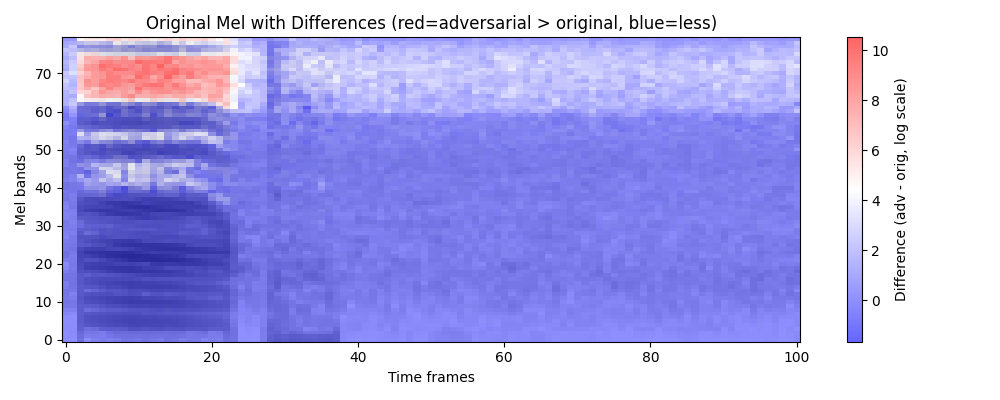 Original Mel with Differences (red=adversarial > original, blue=less)
Mel bands
70
60
50
40
30
20
10
0
0 20 40 60 80 100
Time frames
10
8
6
4
2
0
Difference (adv - orig, log scale)